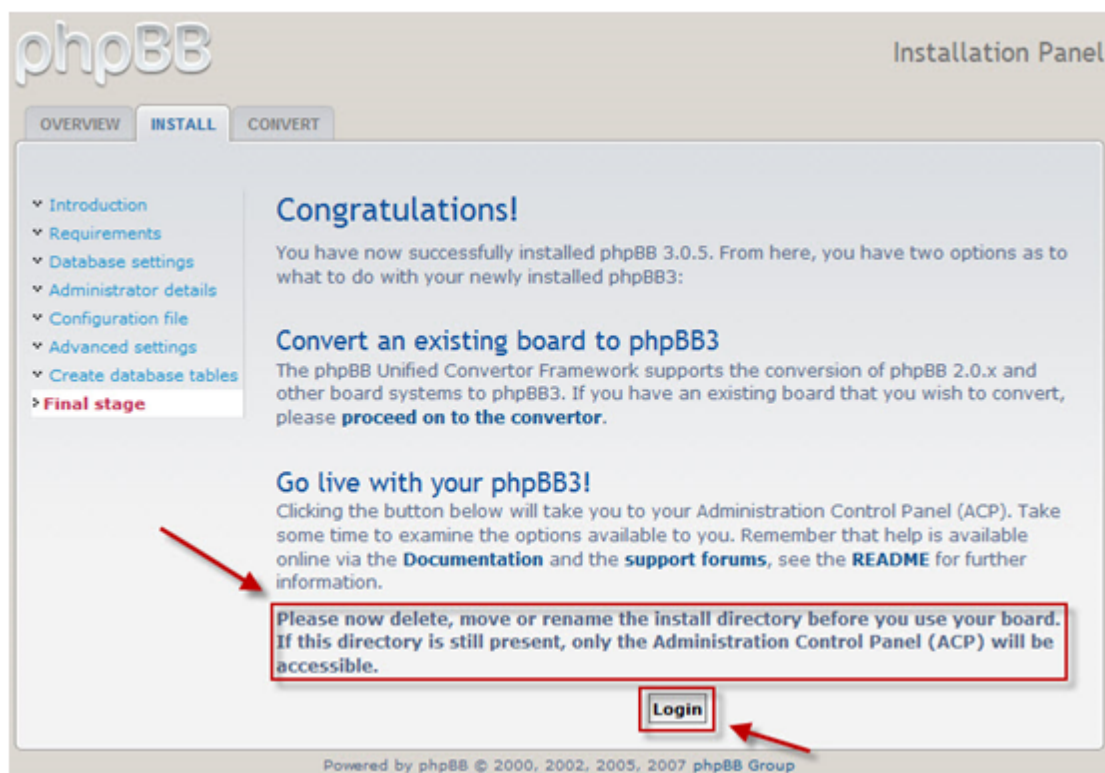 phpBB
Installation Panel
OVERVIEW
INSTALL
CONVERT
Introduction
Requirements
Database settings
Administrator details
Configuration file
Advanced settings
Create database tables
Final stage
Congratulations!
You have now successfully installed phpBB 3.0.5. From here, you have two options as to
what to do with your newly installed phpBB3:
Convert an existing board to phpBB3
The phpBB Unified Convertor Framework supports the conversion of phpBB 2.0.x and
other board systems to phpBB3. If you have an existing board that you wish to convert,
please proceed on to the convertor.
Go live with your phpBB3!
Clicking the button below will take you to your Administration Control Panel (ACP). Take
some time to examine the options available to you. Remember that help is available
online via the Documentation and the support forums, see the README for further
information.
Please now delete, move or rename the install directory before you use your board.
If this directory is still present, only the Administration Control Panel (ACP) will be
accessible.
Login
Powered by phpBB © 2000, 2002, 2005, 2007 phpBB Group